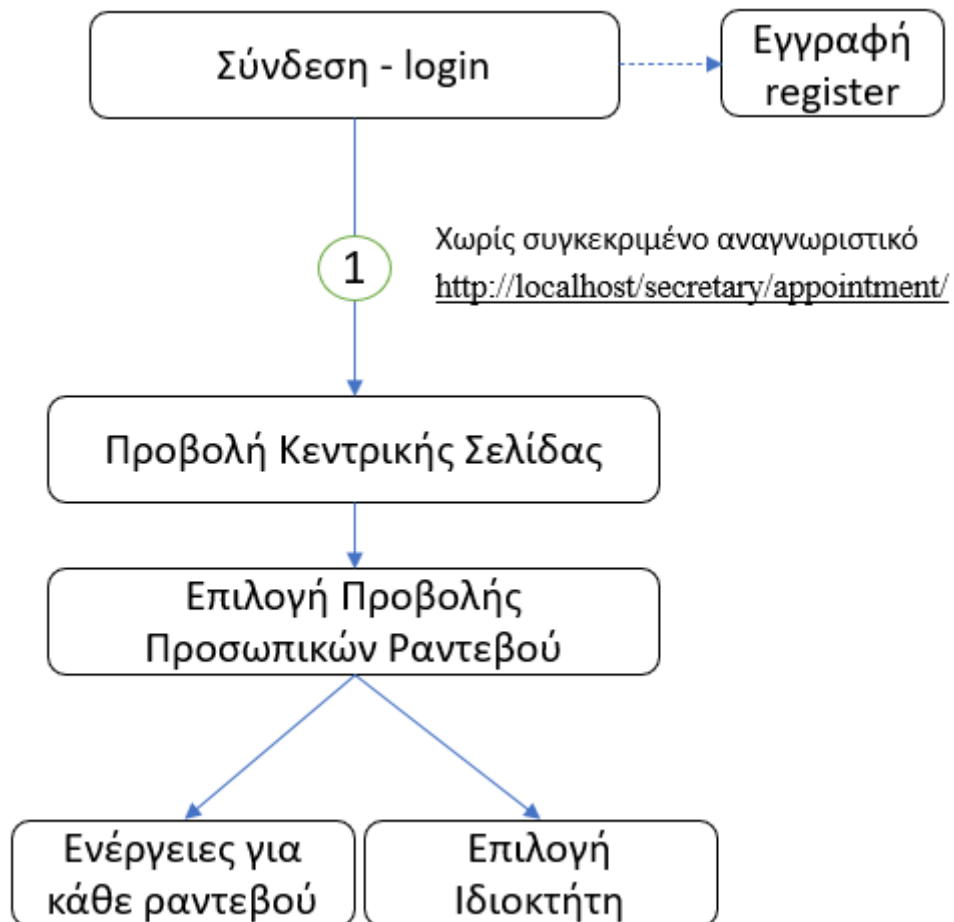 Σύνδεση - login
Εγγραφή
register
1
Χωρίς συγκεκριμένο αναγνωριστικό
http://localhost/secretary/appointment/
Προβολή Κεντρικής Σελίδας
Επιλογή Προβολής
Προσωπικών Ραντεβού
Ενέργειες για
κάθε ραντεβού
Επιλογή
Ιδιοκτήτη